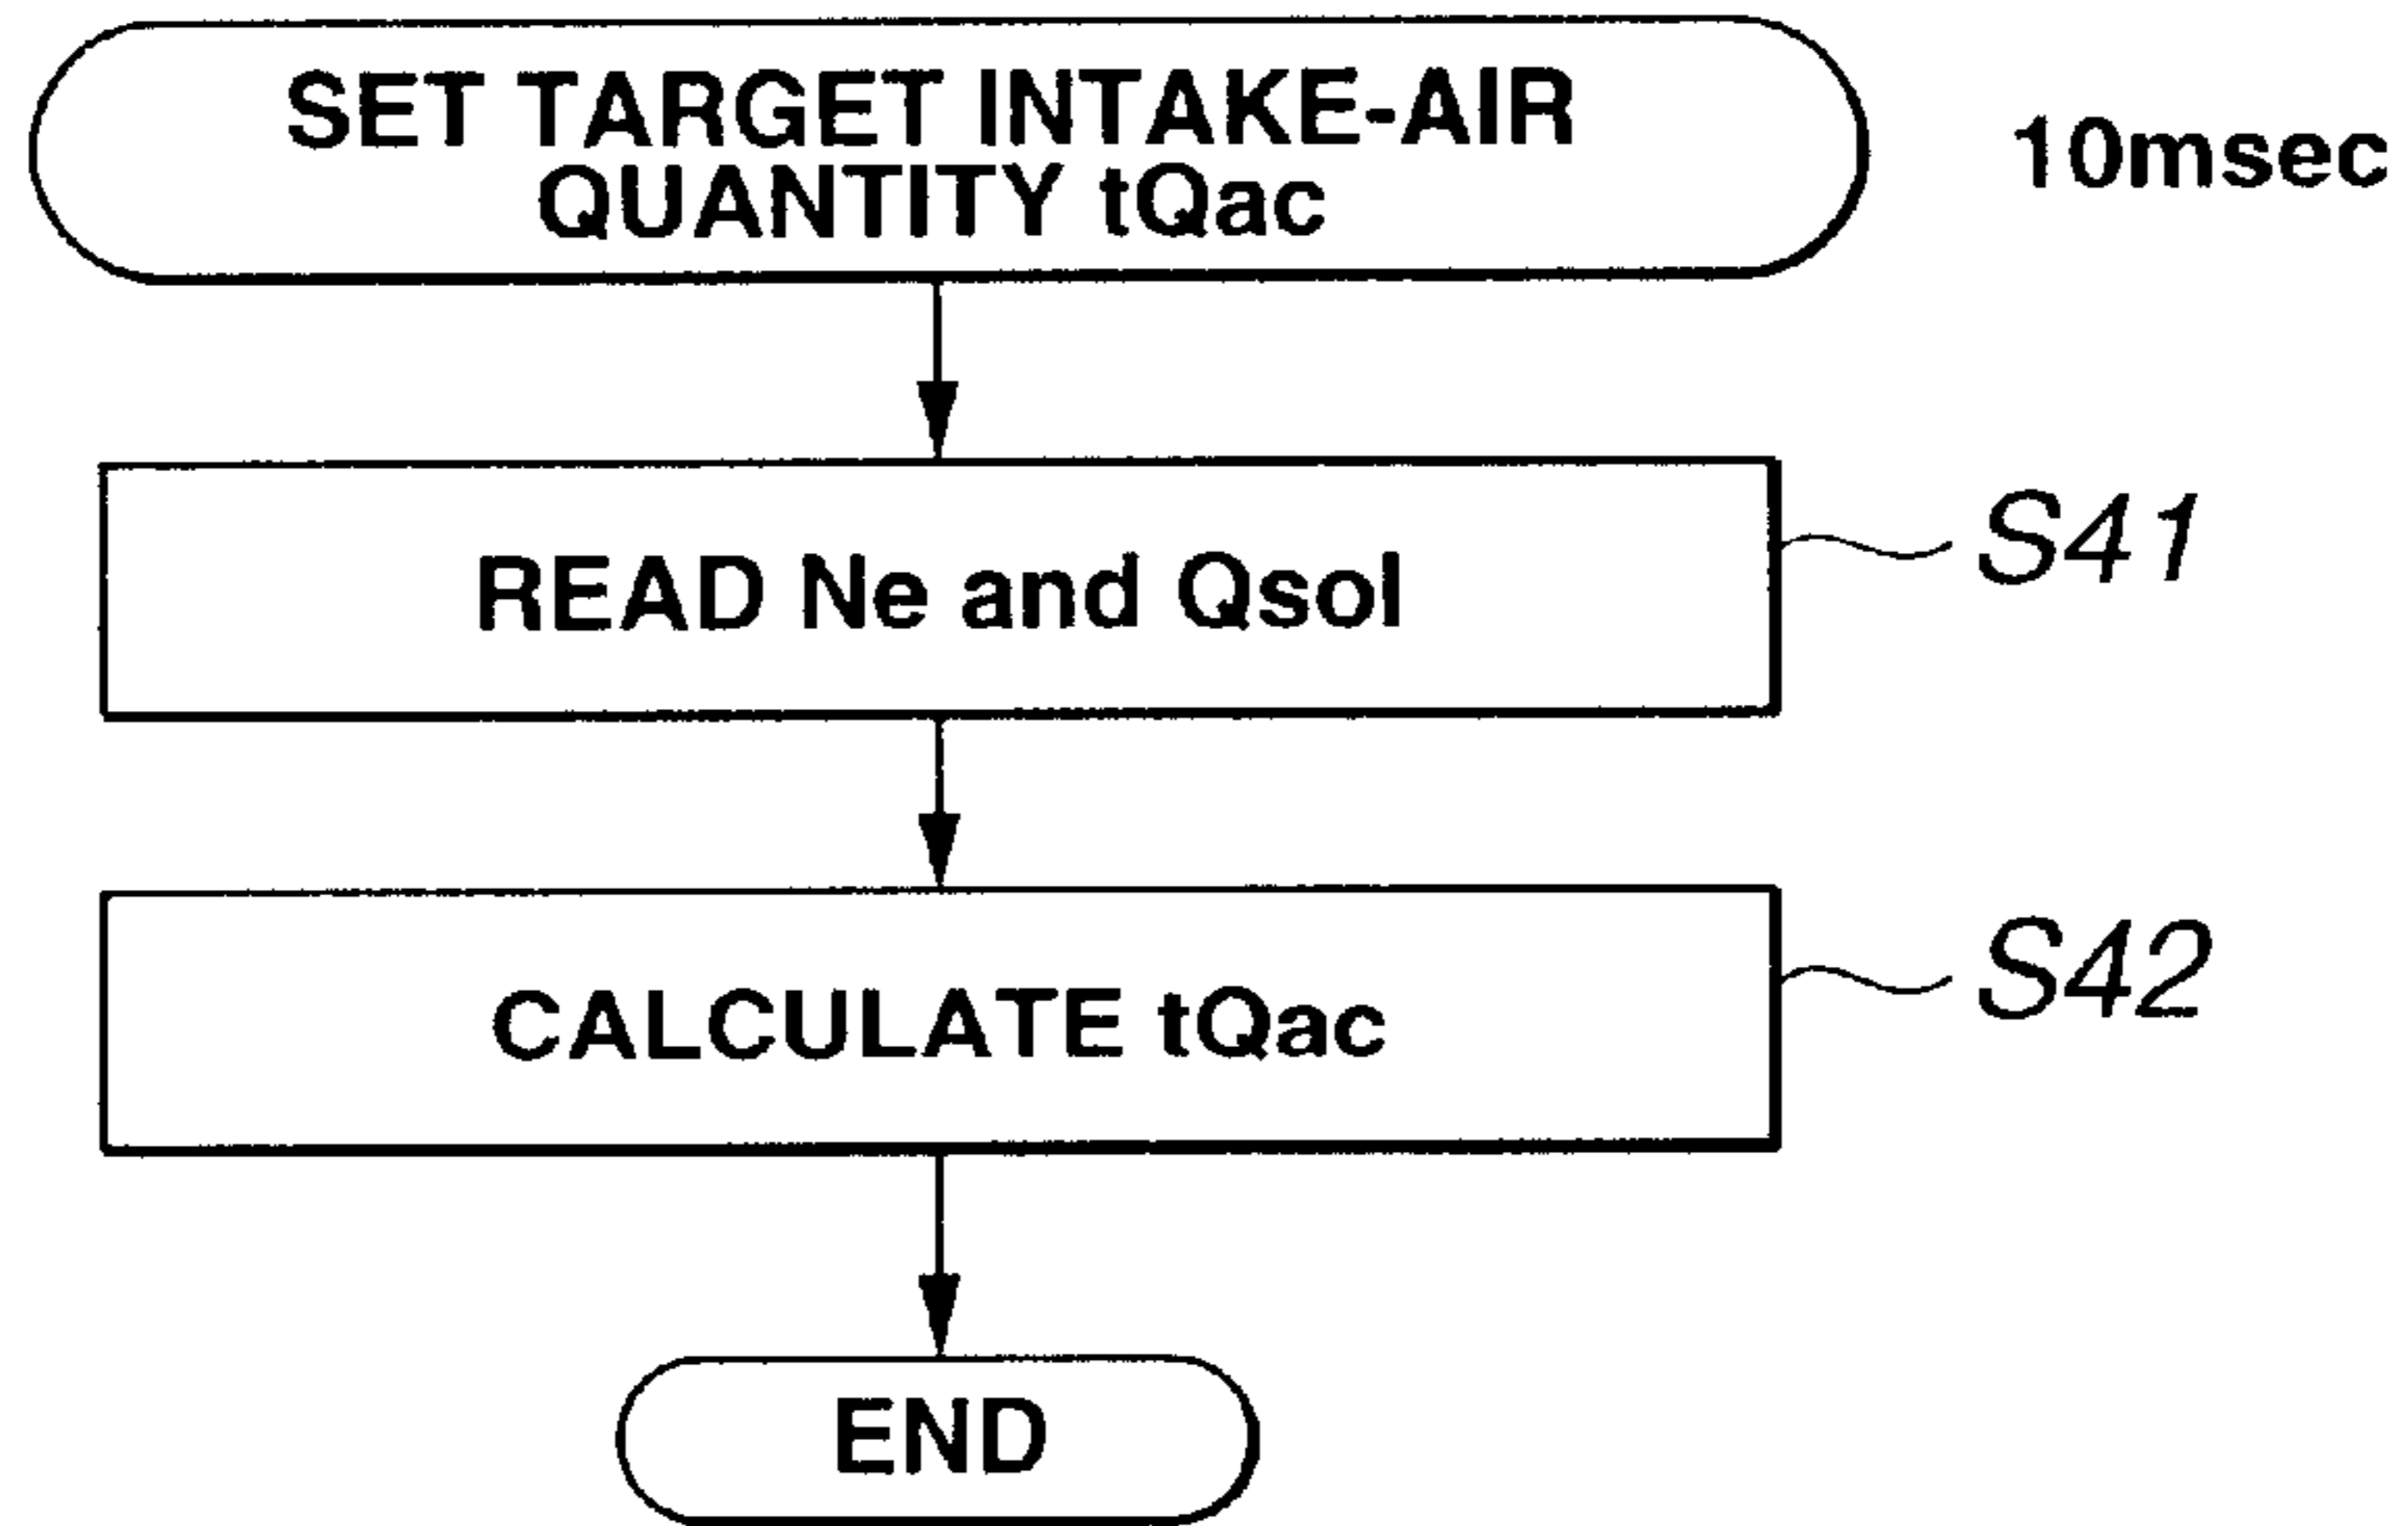 SET TARGET INTAKE-AIR
QUANTITY tQac
10msec
READ Ne and Qsol
S41
CALCULATE tQac
S42
END